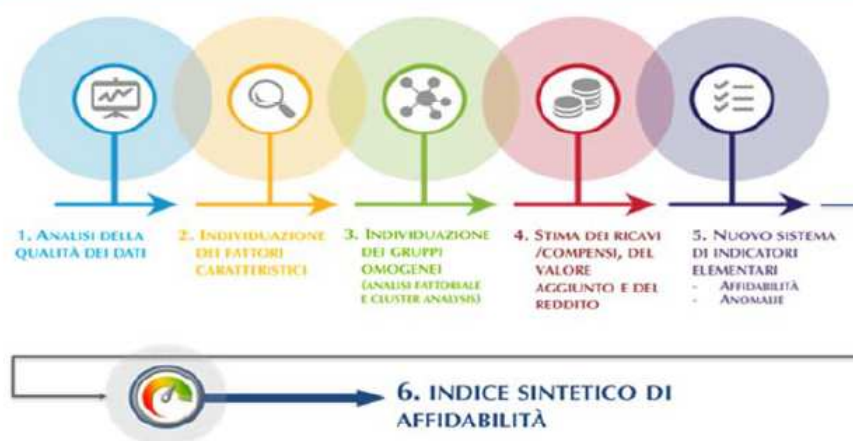 1. ANALISI DELLA
QUALITÀ DEI DATI
2. INDIVIDUAZIONE
DEI FATTORI
CARATTERISTICI
3. INDIVIDUAZIONE
DEI GRUPPI
OMOGENEI
(ANALISI FATTORIALE
E CLUSTER ANALYSIS)
4. STIMA DEI RICAVI
/COMPENSI, DEL
VALORE
AGGIUNTO E DEL
REDDITO
5. NUOVO SISTEMA
DI INDICATORI
ELEMENTARI
- AFFIDABILITÀ
- ANOMALIE
6. INDICE SINTETICO DI
AFFIDABILITÀ